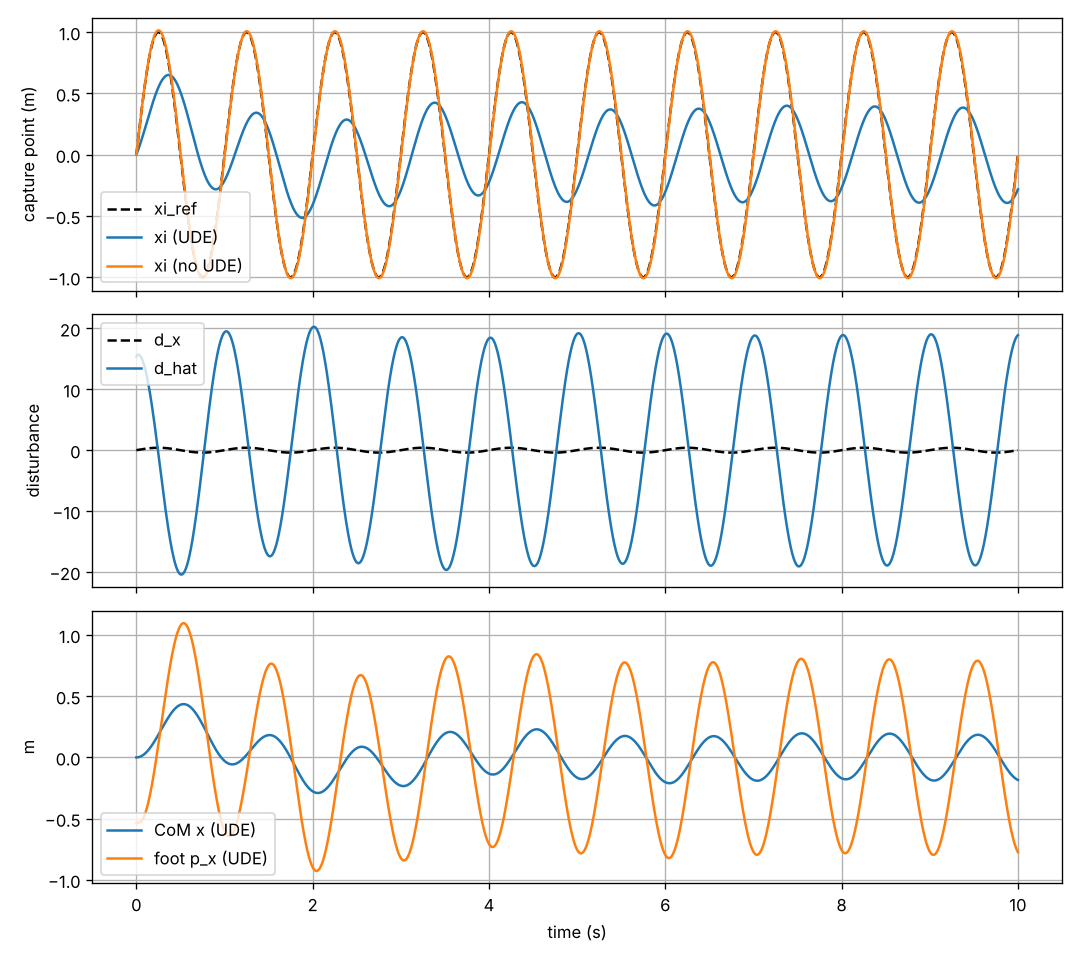 1.0
0.5
0.0
−0.5
−1.0
capture point (m)
xi_ref
xi (UDE)
xi (no UDE)
20
10
0
−10
−20
disturbance
d_x
d_hat
1.0
0.5
0.0
−0.5
−1.0
m
CoM x (UDE)
foot p_x (UDE)
0 2 4 6 8 10
time (s)